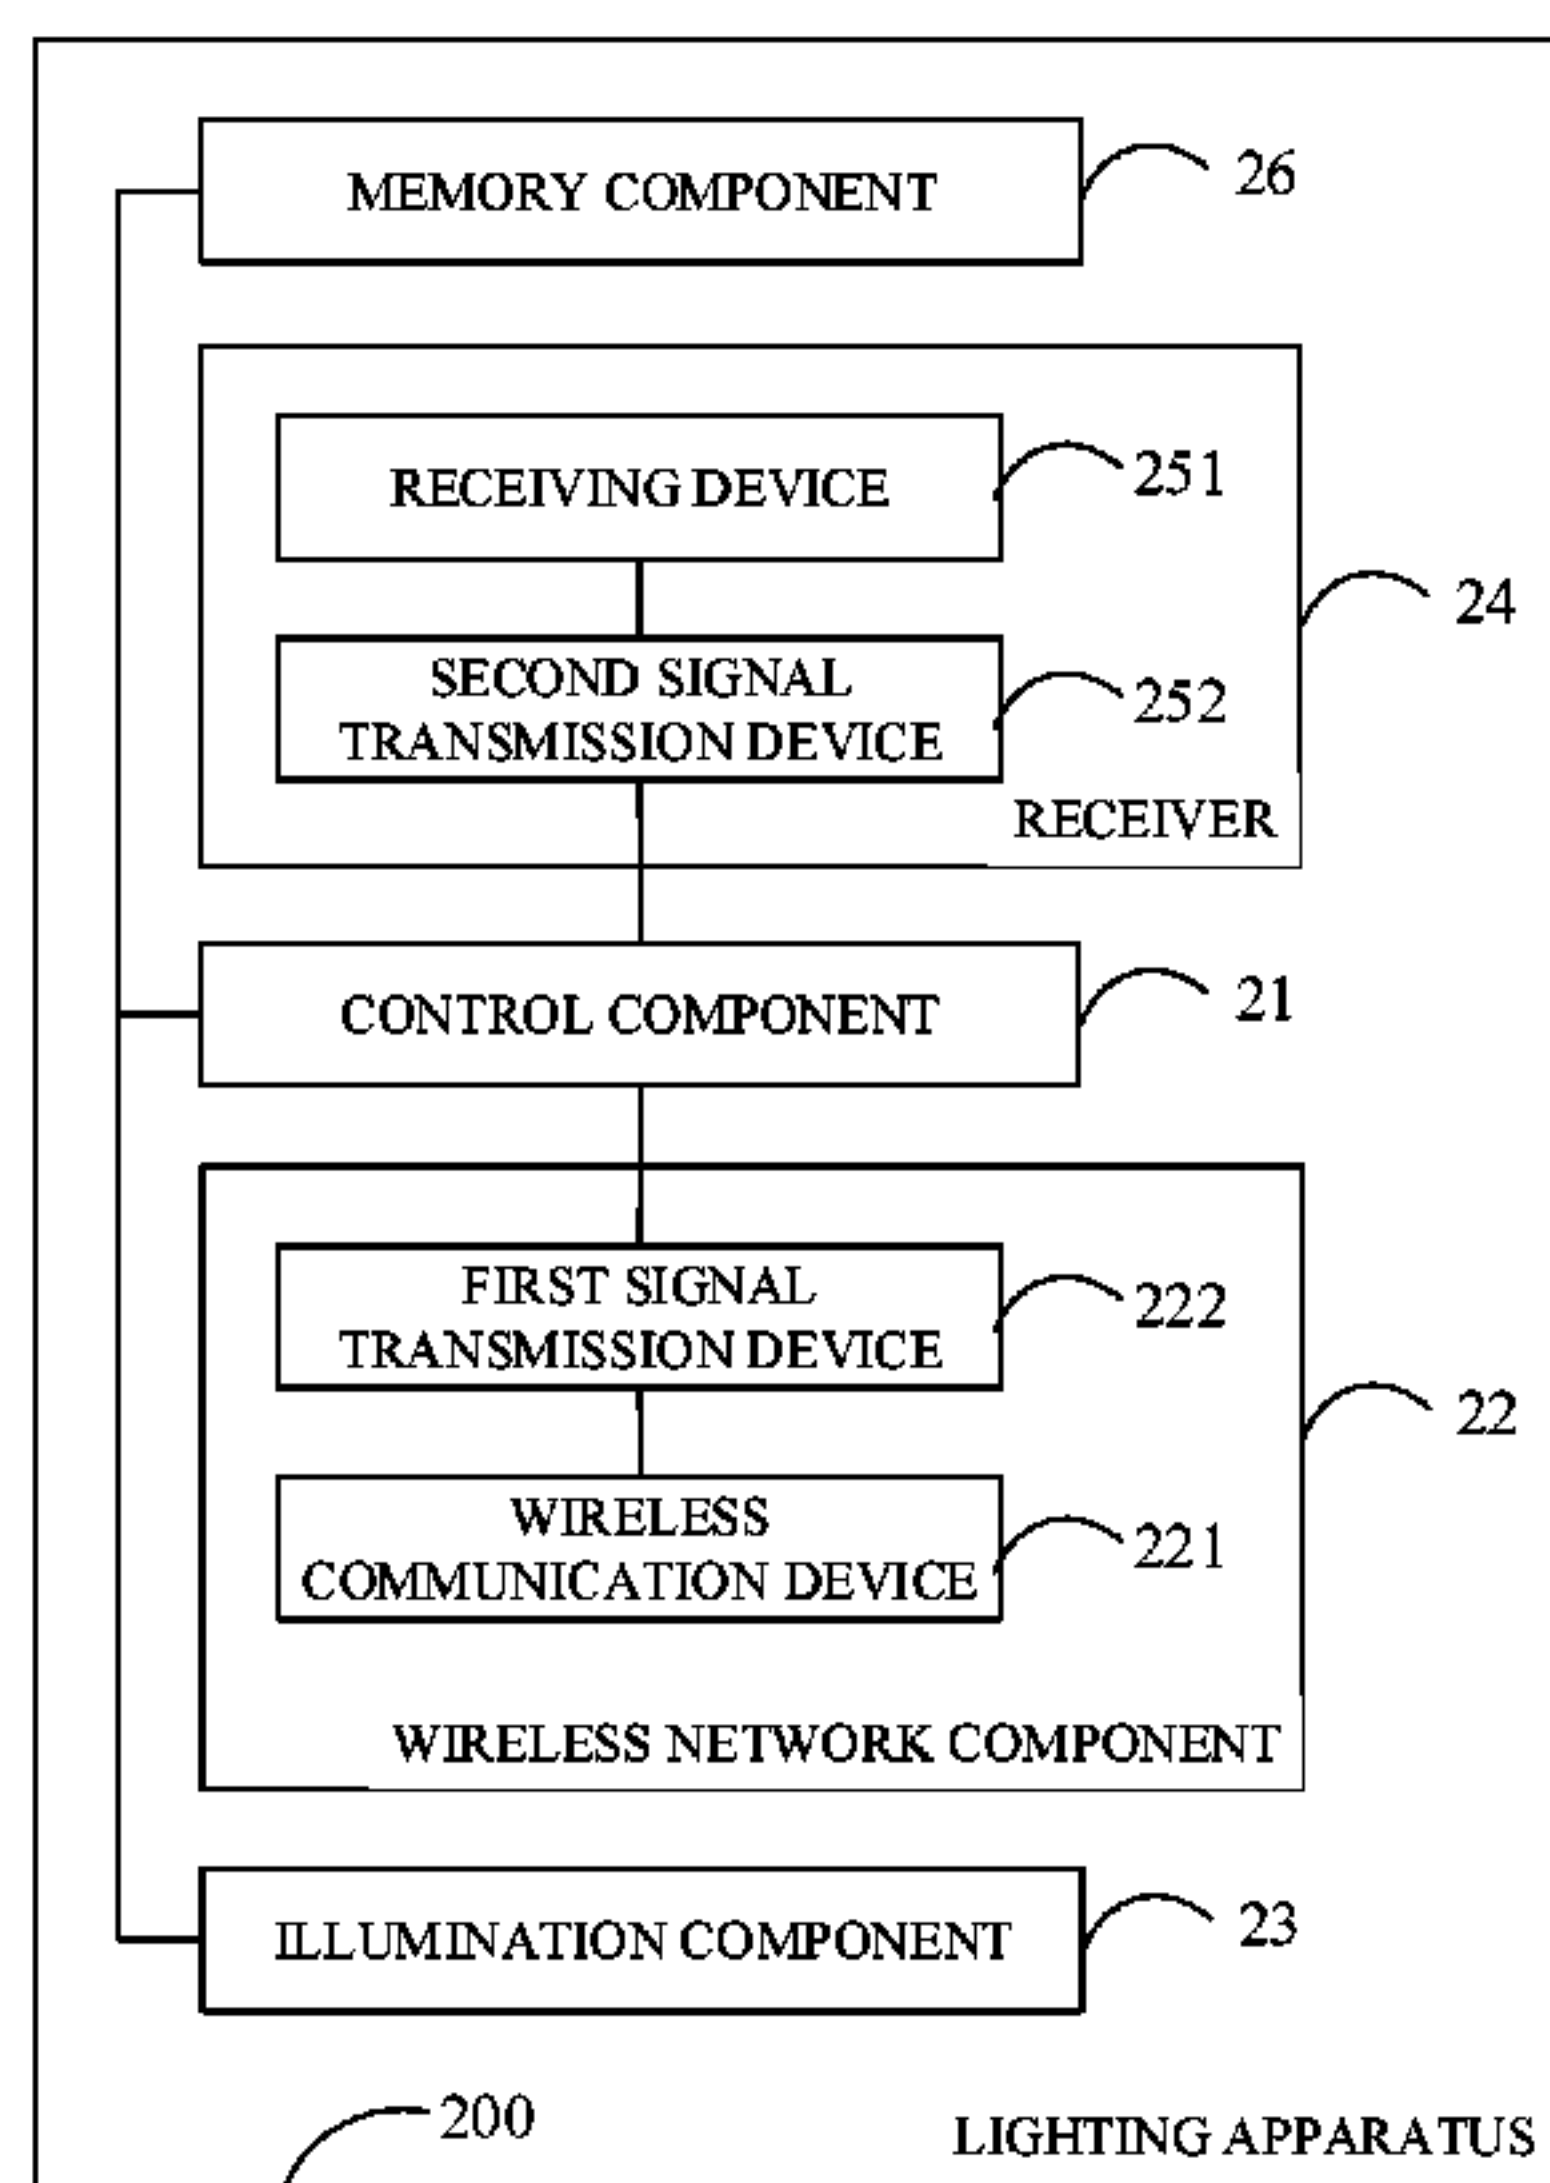 MEMORY COMPONENT
26
RECEIVING DEVICE
251
24
SECOND SIGNAL
TRANSMISSION DEVICE
252
RECEIVER
CONTROL COMPONENT
21
FIRST SIGNAL
TRANSMISSION DEVICE
222
22
WIRELESS
COMMUNICATION DEVICE
221
WIRELESS NETWORK COMPONENT
ILLUMINATION COMPONENT
23
200
LIGHTING APPARATUS